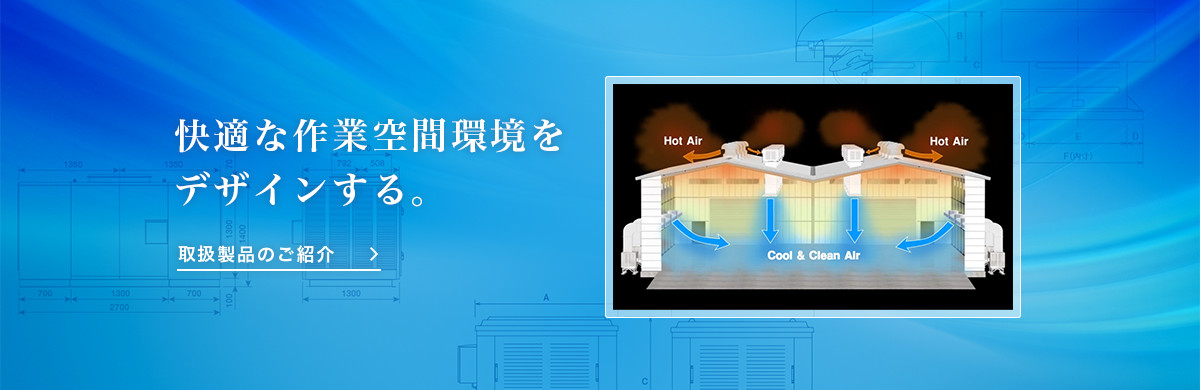 快適な作業空間環境を
デザインする。
取扱製品のご紹介
Hot Air
Hot Air
Cool & Clean Air
1350
1350
70
792
506
1300
1400
100
700
1300
700
2700
1300
A
C
B
C
D
E
D
F(内寸)